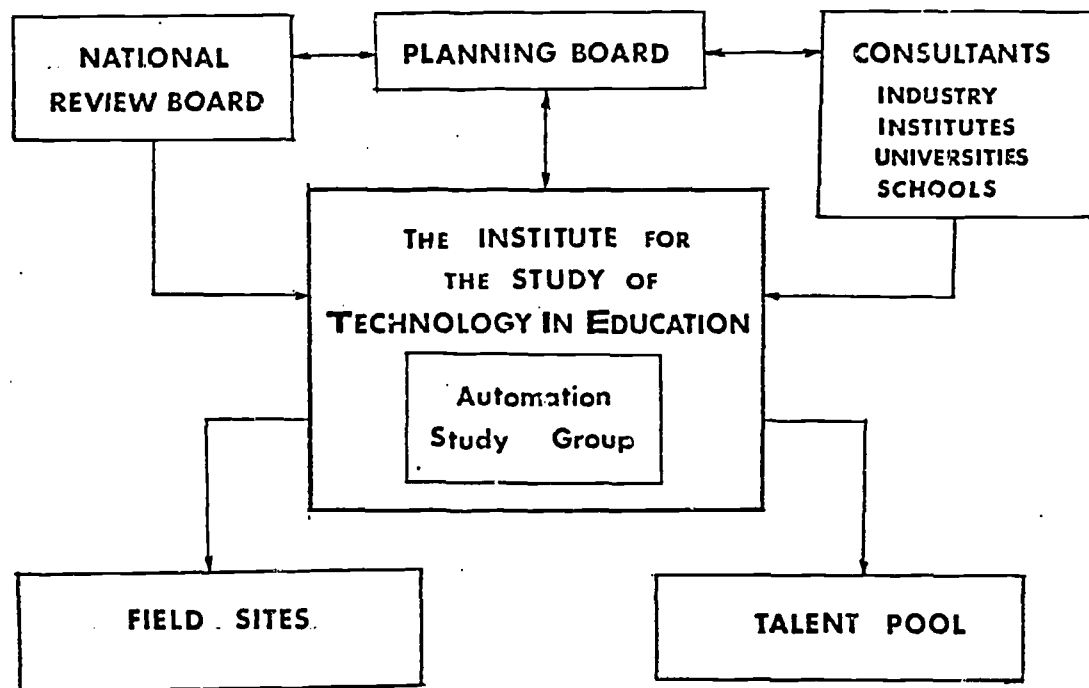 NATIONAL
REVIEW BOARD
PLANNING BOARD
CONSULTANTS
INDUSTRY
INSTITUTES
UNIVERSITIES
SCHOOLS
THE INSTITUTE FOR
THE STUDY OF
TECHNOLOGY IN EDUCATION
Automation
Study Group
FIELD SITES
TALENT POOL